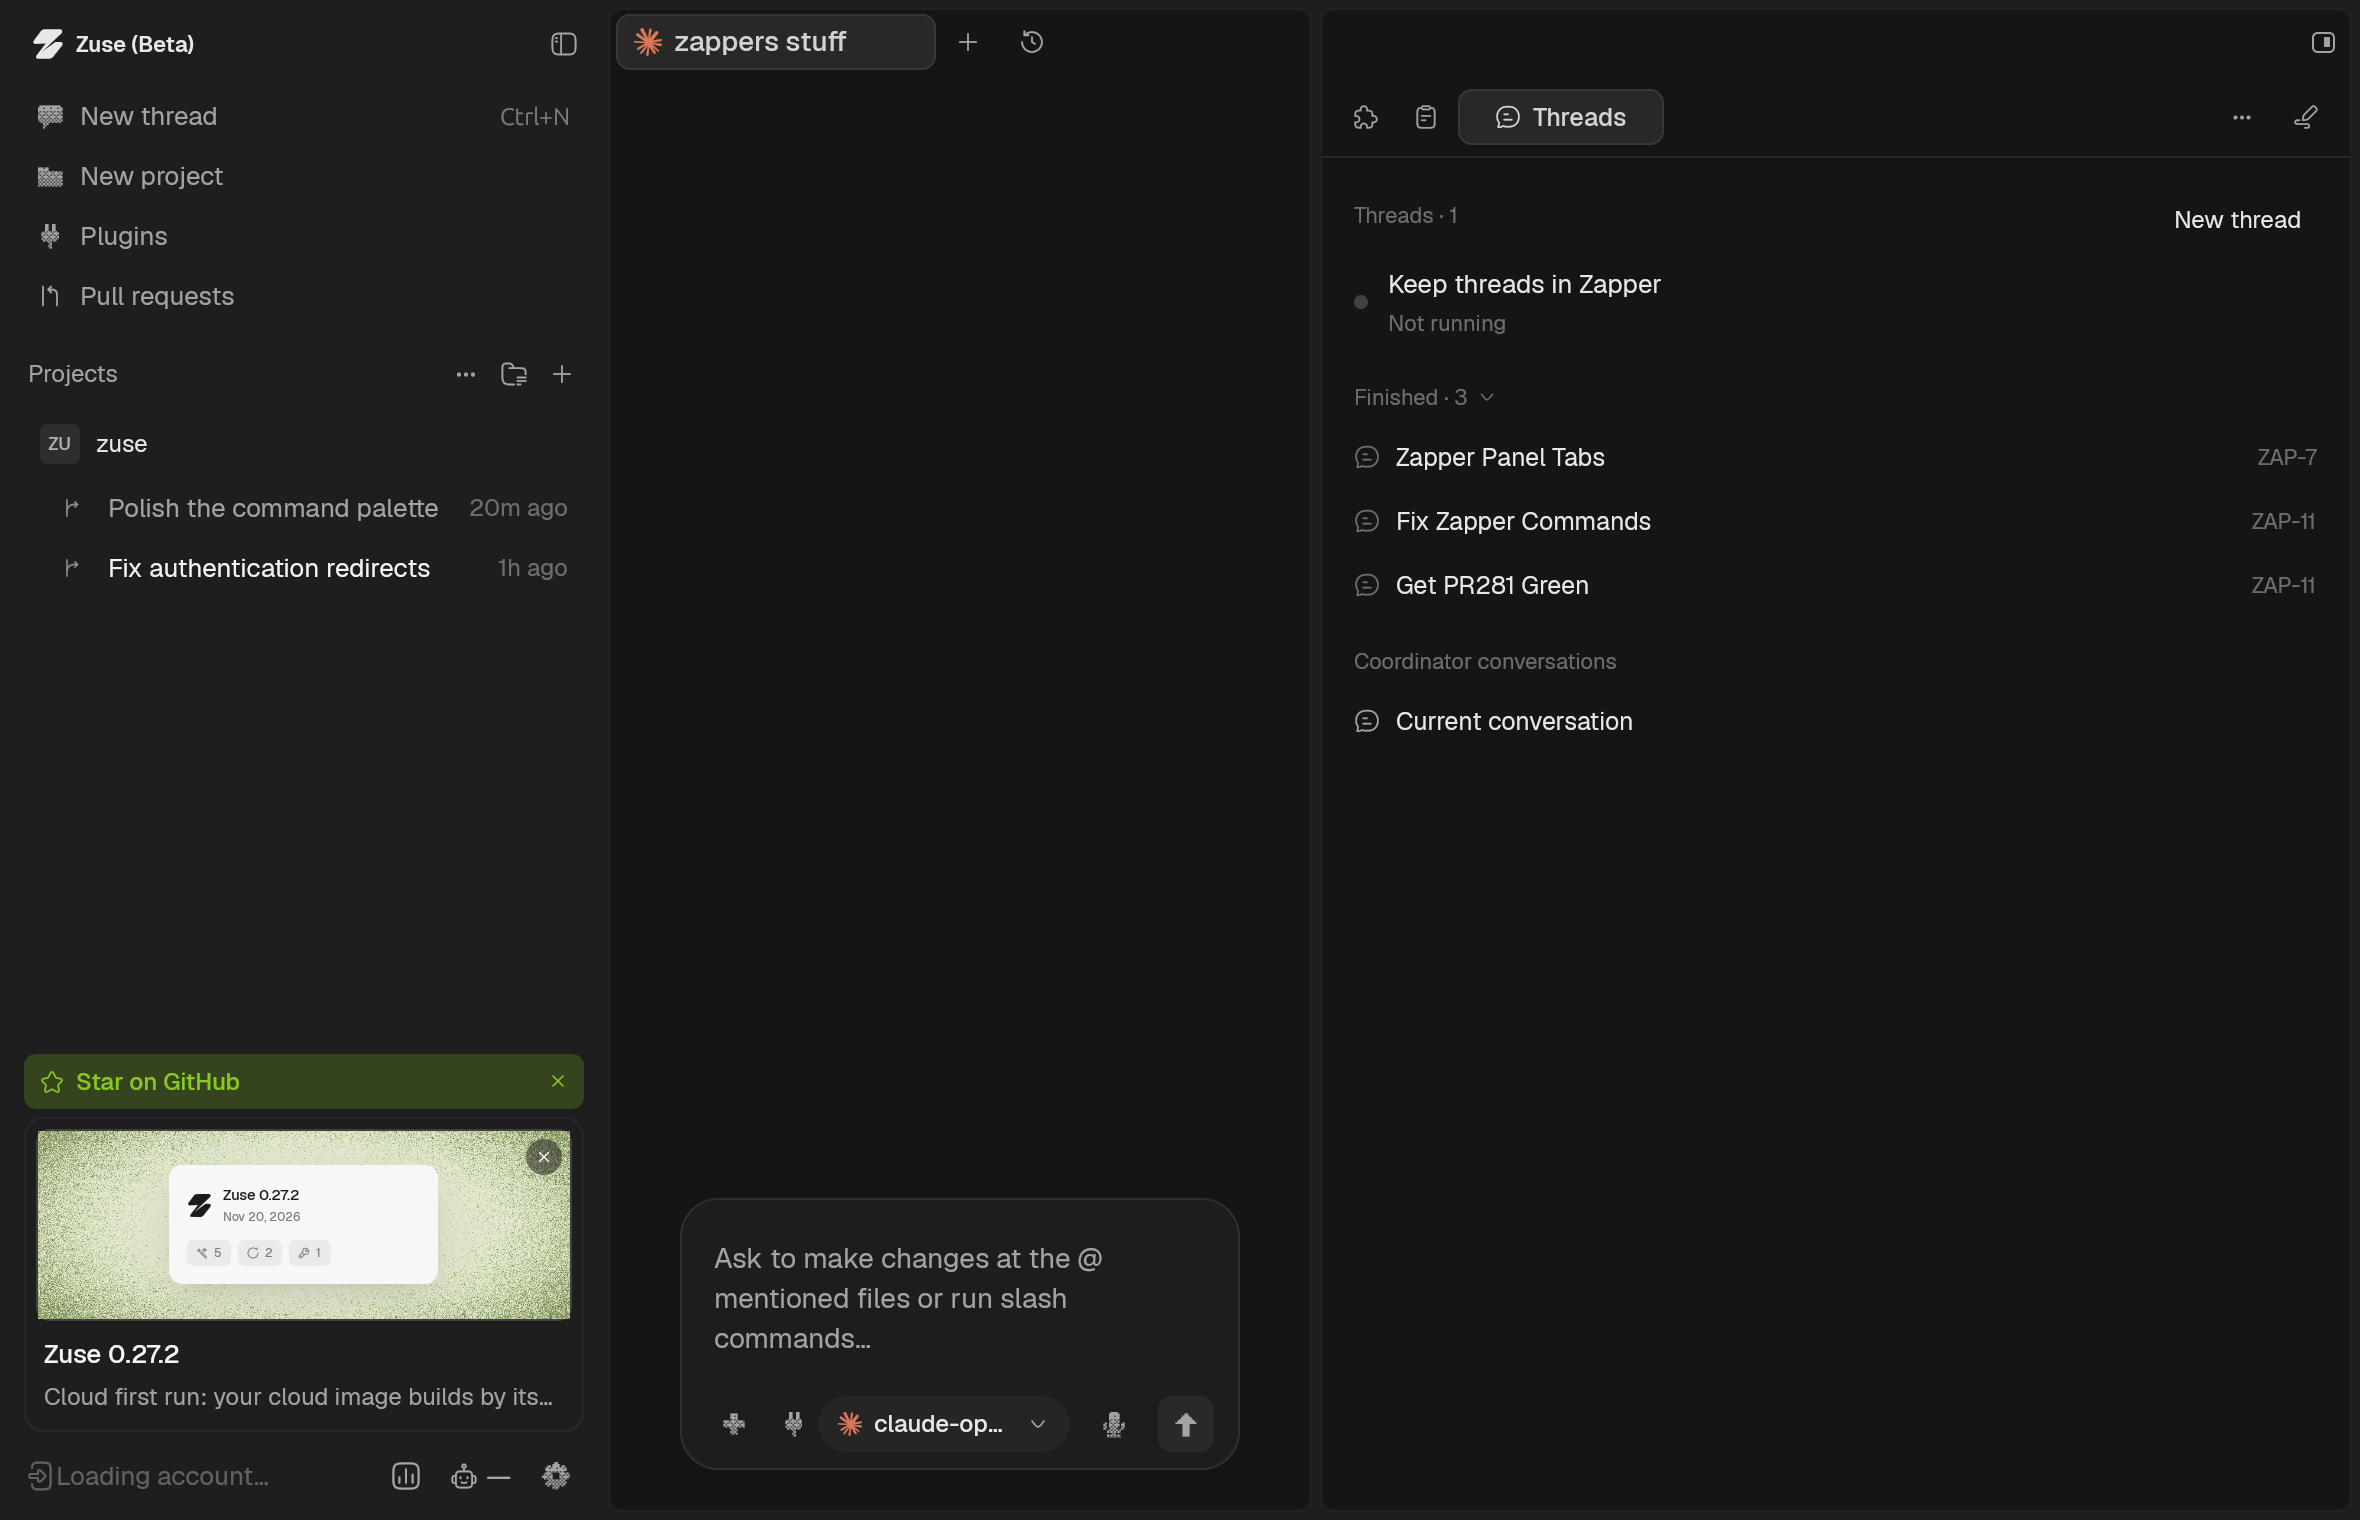 Zuse (Beta)
New thread Ctrl+N
New project
Plugins
Pull requests
Projects
ZU zuse
Polish the command palette 20m ago
Fix authentication redirects 1h ago
Star on GitHub
Zuse 0.27.2
Nov 20, 2026
5 2 1
Zuse 0.27.2
Cloud first run: your cloud image builds by its…
Loading account…
zappers stuff
Ask to make changes at the @
mentioned files or run slash
commands…
claude-op…
Threads
Threads · 1 New thread
Keep threads in Zapper
Not running
Finished · 3
Zapper Panel Tabs ZAP-7
Fix Zapper Commands ZAP-11
Get PR281 Green ZAP-11
Coordinator conversations
Current conversation